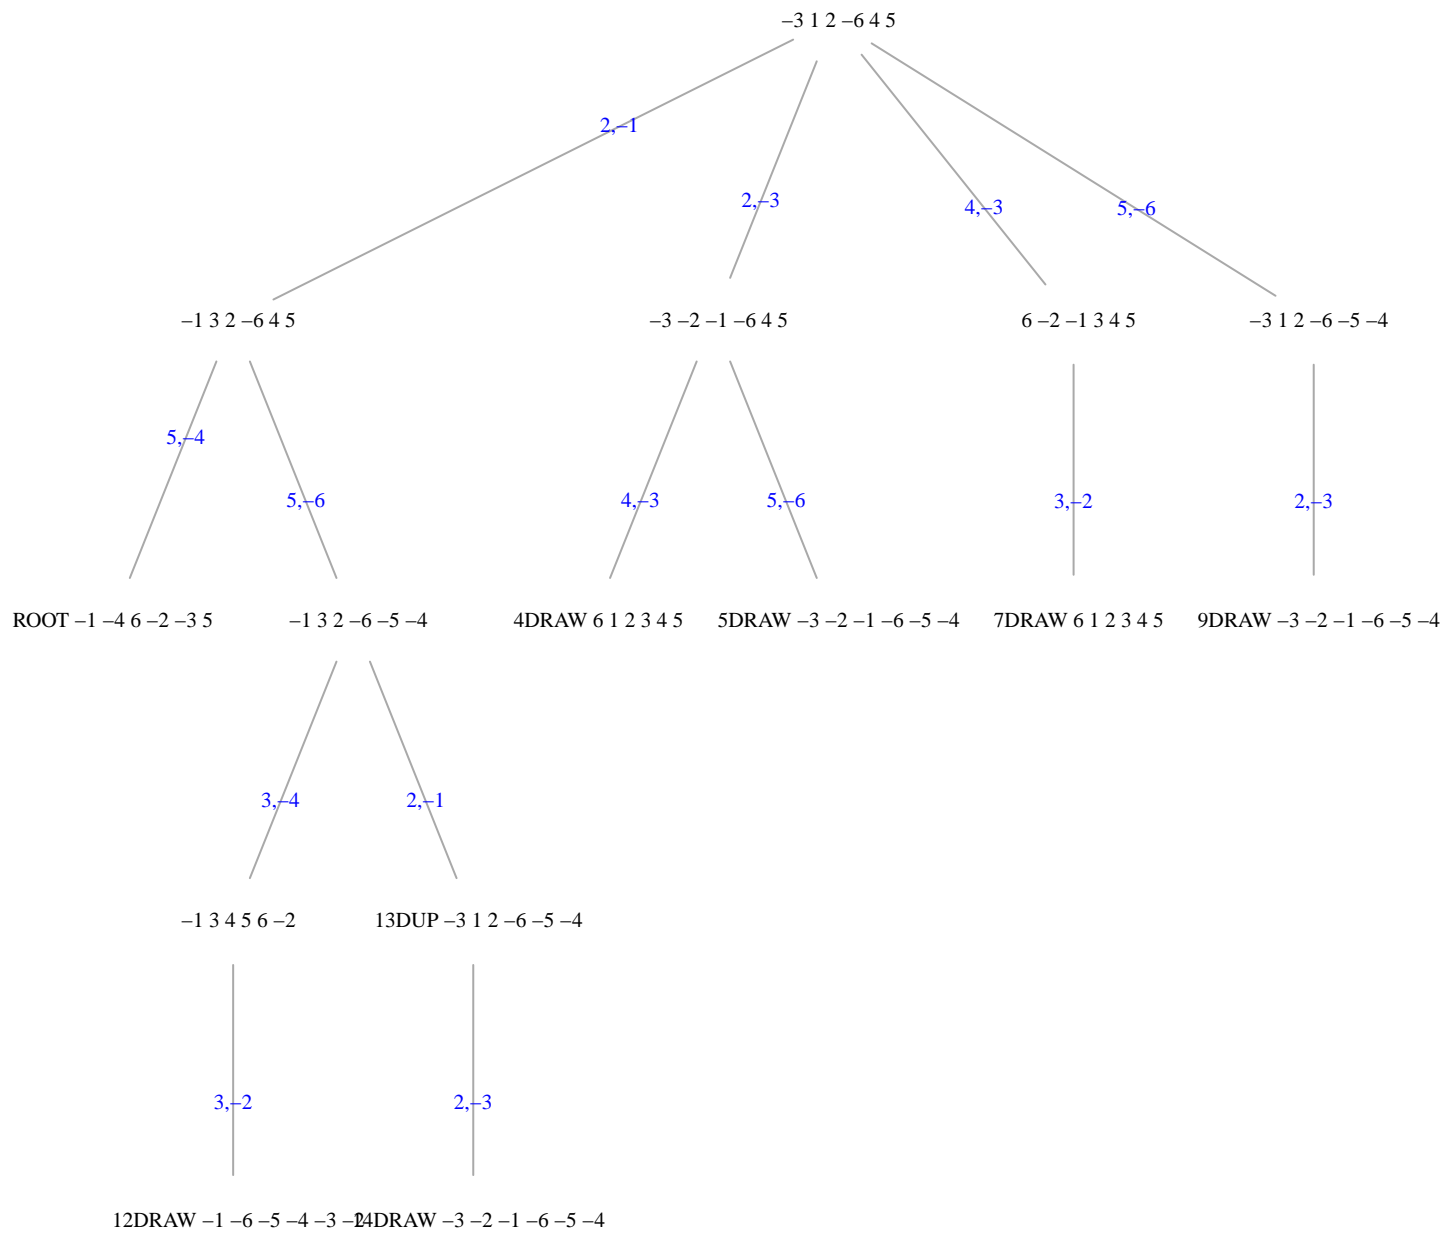 –3 1 2 –6 4 5
2,–1
2,–3
4,–3
5,–6
–1 3 2 –6 4 5
–3 –2 –1 –6 4 5
6 –2 –1 3 4 5
–3 1 2 –6 –5 –4
5,–4
5,–6
4,–3
5,–6
3,–2
2,–3
ROOT –1 –4 6 –2 –3 5
–1 3 2 –6 –5 –4
4DRAW 6 1 2 3 4 5
5DRAW –3 –2 –1 –6 –5 –4
7DRAW 6 1 2 3 4 5
9DRAW –3 –2 –1 –6 –5 –4
3,–4
2,–1
–1 3 4 5 6 –2
13DUP –3 1 2 –6 –5 –4
3,–2
2,–3
12DRAW –1 –6 –5 –4 –3 –2
14DRAW –3 –2 –1 –6 –5 –4